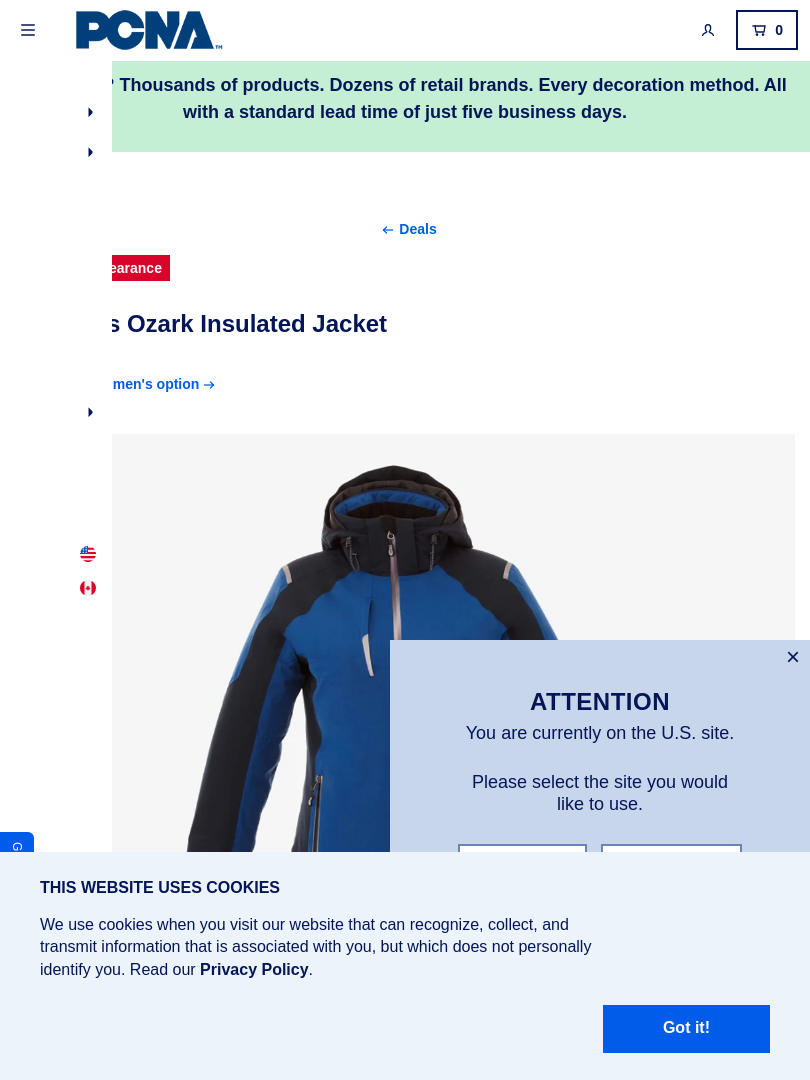 PCNA™
0
? Thousands of products. Dozens of retail brands. Every decoration method. All
with a standard lead time of just five business days.
← Deals
earance
s Ozark Insulated Jacket
men's option →
ATTENTION
You are currently on the U.S. site.
Please select the site you would
like to use.
G
THIS WEBSITE USES COOKIES
We use cookies when you visit our website that can recognize, collect, and
transmit information that is associated with you, but which does not personally
identify you. Read our Privacy Policy.
Got it!